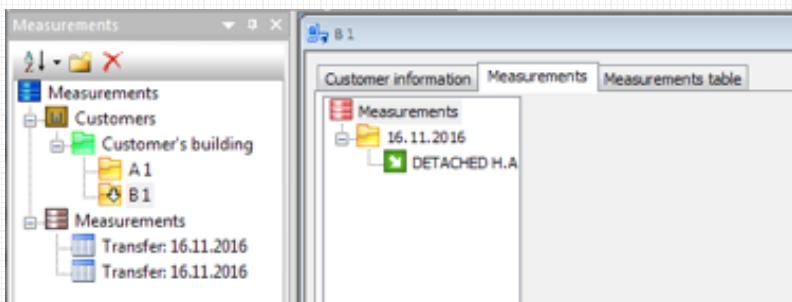 Measurements
Measurements
Customers
Customer's building
A 1
B 1
Measurements
Transfer: 16.11.2016
Transfer: 16.11.2016
B 1
Customer information Measurements Measurements table
Measurements
16.11.2016
DETACHED H.A